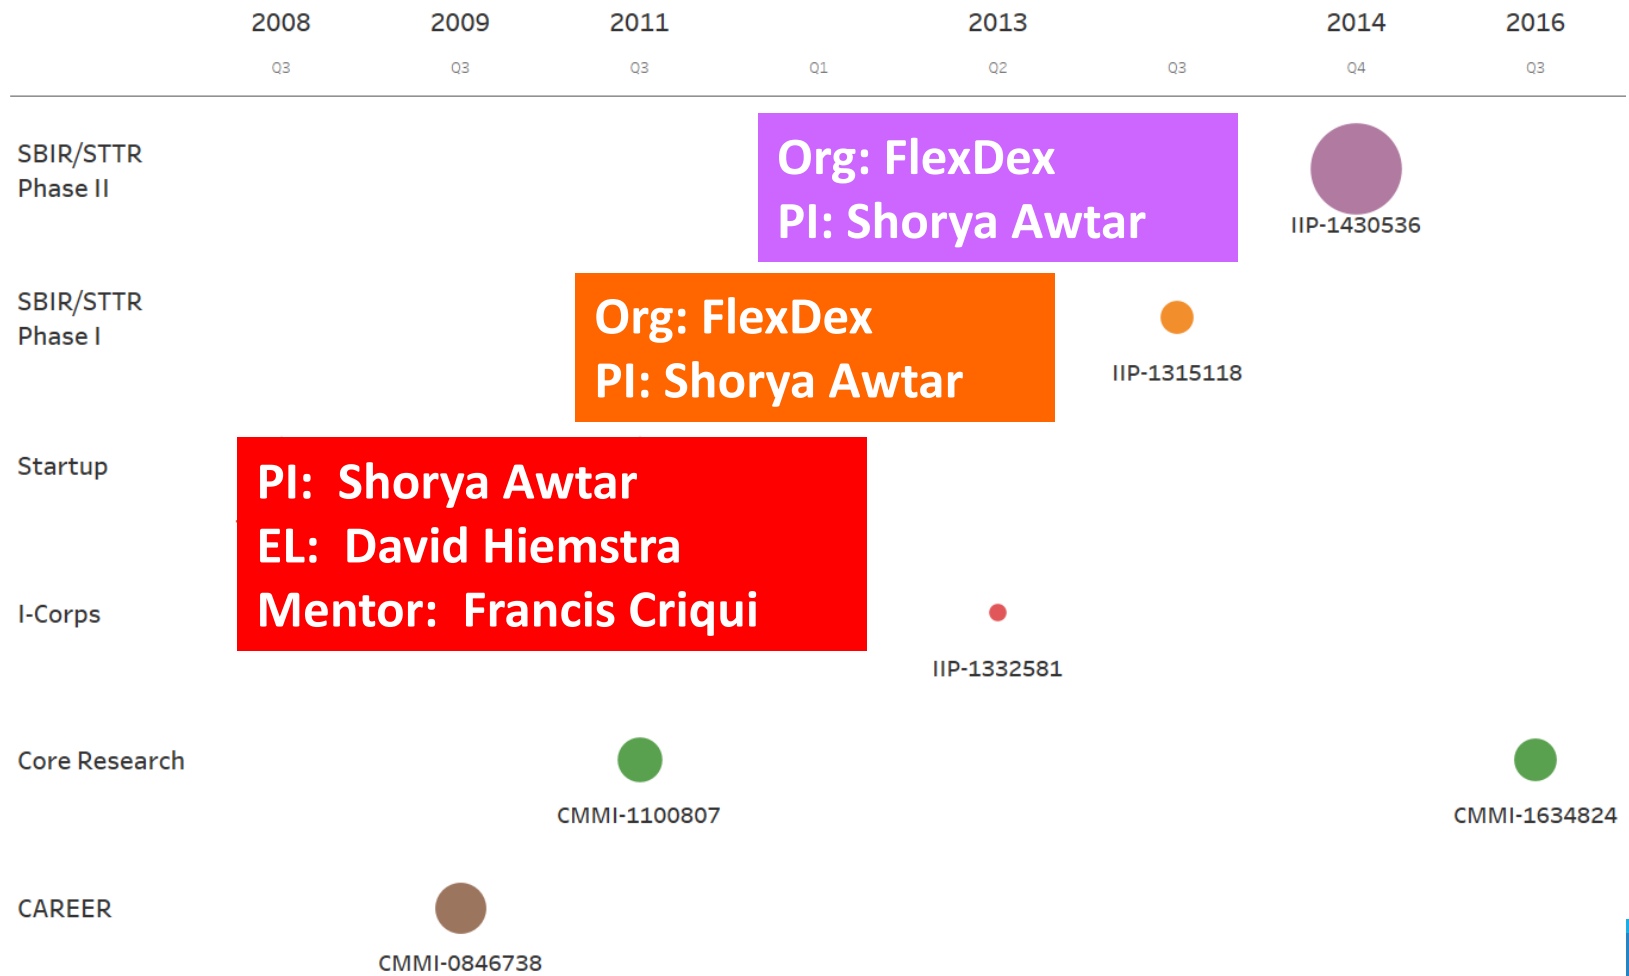 2008 2009 2011 2013 2014 2016
Q3 Q3 Q3 Q1 Q2 Q3 Q4 Q3
SBIR/STTR
Phase II
Org: FlexDex
PI: Shorya Awtar
IIP-1430536
SBIR/STTR
Phase I
Org: FlexDex
PI: Shorya Awtar
IIP-1315118
Startup
PI: Shorya Awtar
EL: David Hiemstra
Mentor: Francis Criqui
I-Corps
IIP-1332581
Core Research
CMMI-1100807
CMMI-1634824
CAREER
CMMI-0846738